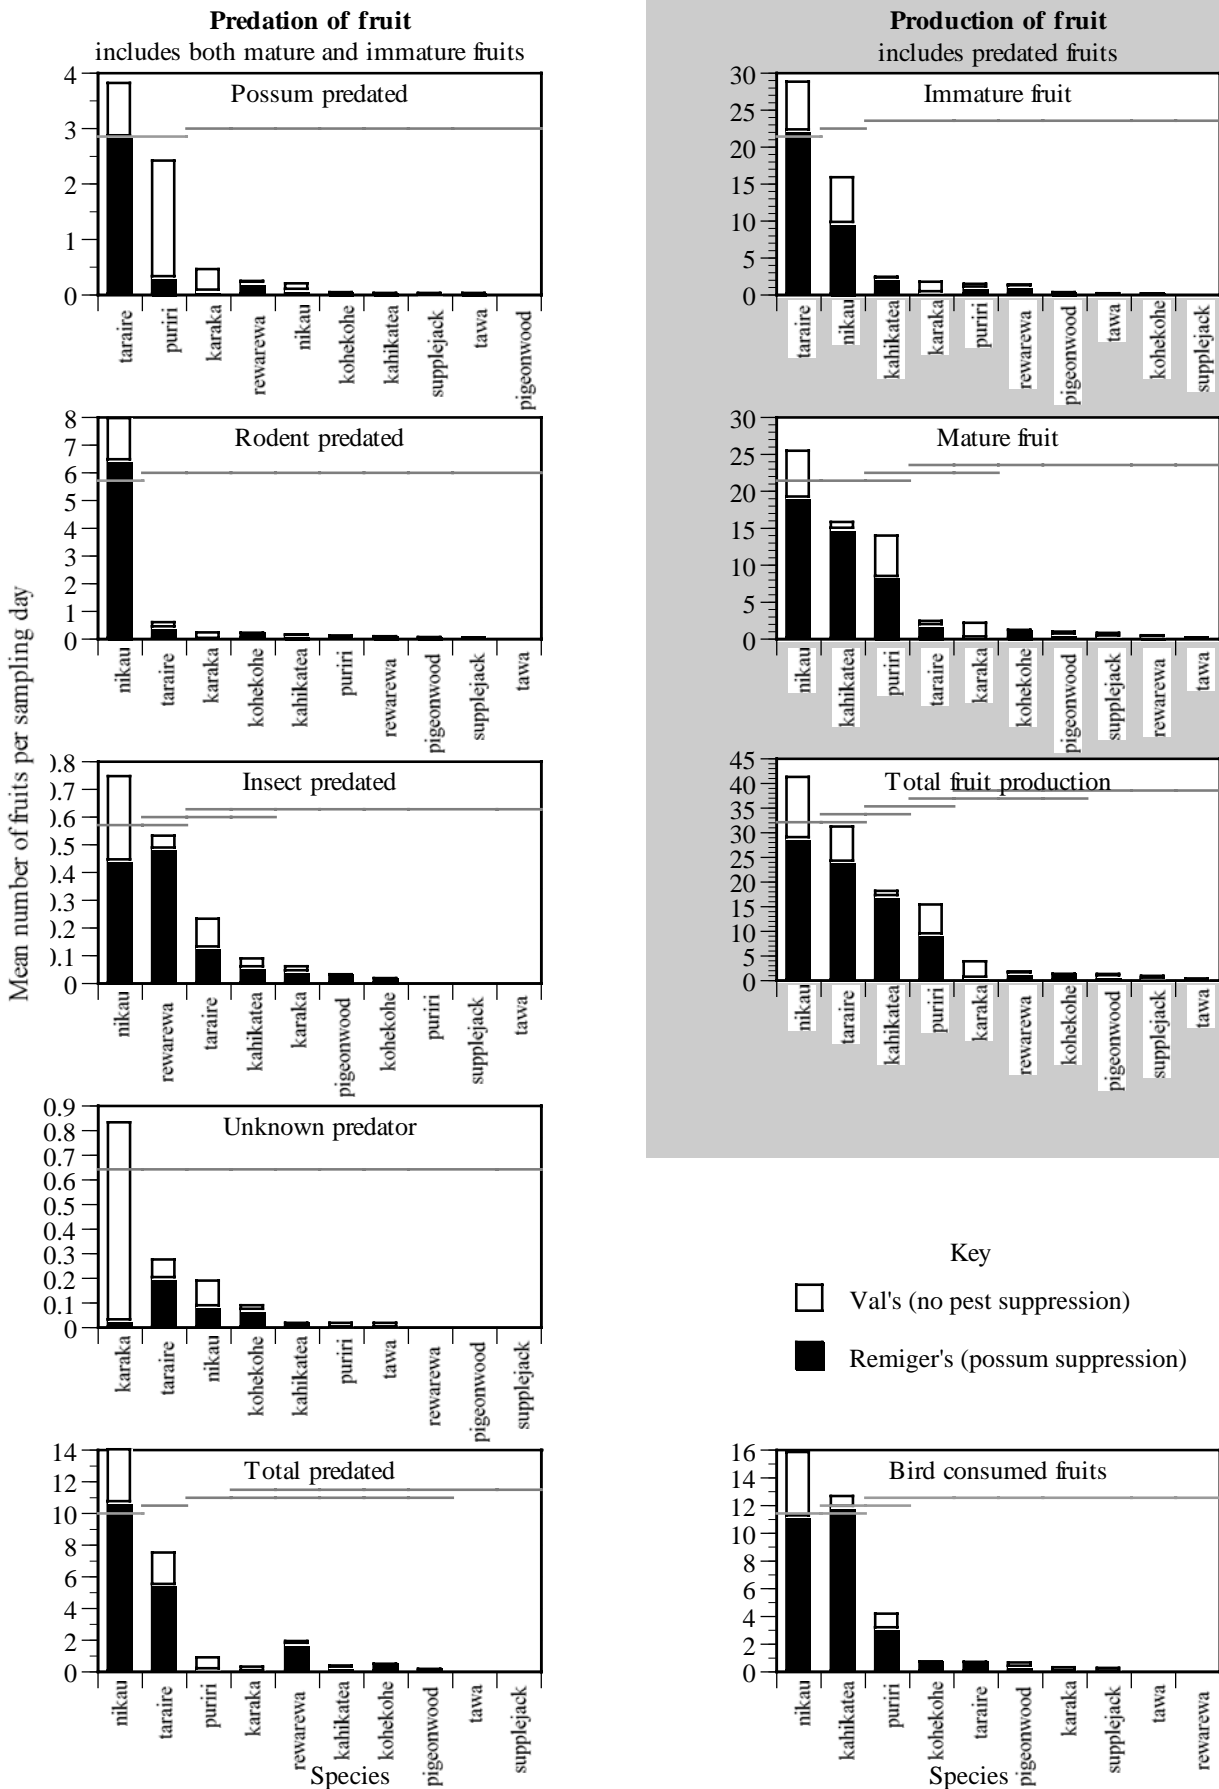 Predation of fruit
includes both mature and immature fruits
Mean number of fruits per sampling day
4
3
2
1
0
Possum predated
taraire
puriri
karaka
rewarewa
nikau
kohekohe
kahikatea
supplejack
tawa
pigeonwood
8
7
6
5
4
3
2
1
0
Rodent predated
nikau
taraire
karaka
kohekohe
kahikatea
puriri
rewarewa
pigeonwood
supplejack
tawa
).8
).7
).6
).5
).4
).3
).2
).1
0
Insect predated
nikau
rewarewa
taraire
kahikatea
karaka
pigeonwood
kohekohe
puriri
supplejack
tawa
0.9
0.8
0.7
0.6
0.5
0.4
0.3
0.2
0.1
0
Unknown predator
karaka
taraire
nikau
kohekohe
kahikatea
puriri
tawa
rewarewa
pigeonwood
supplejack
14
12
10
8
6
4
2
0
Total predated
nikau
taraire
puriri
karaka
rewarewa
kahikatea
kohekohe
pigeonwood
tawa
supplejack
Species
Production of fruit
includes predated fruits
30
25
20
15
10
5
0
Immature fruit
taraire
nikau
kahikatea
karaka
puriri
rewarewa
pigeonwood
tawa
kohekohe
supplejack
30
25
20
15
10
5
0
Mature fruit
nikau
kahikatea
puriri
taraire
karaka
kohekohe
pigeonwood
supplejack
rewarewa
tawa
45
40
35
30
25
20
15
10
5
0
Total fruit production
nikau
taraire
kahikatea
puriri
karaka
rewarewa
kohekohe
pigeonwood
supplejack
tawa
Key
Val's (no pest suppression)
Remiger's (possum suppression)
16
14
12
10
8
6
4
2
0
Bird consumed fruits
nikau
kahikatea
puriri
kohekohe
taraire
pigeonwood
karaka
supplejack
tawa
rewarewa
Species